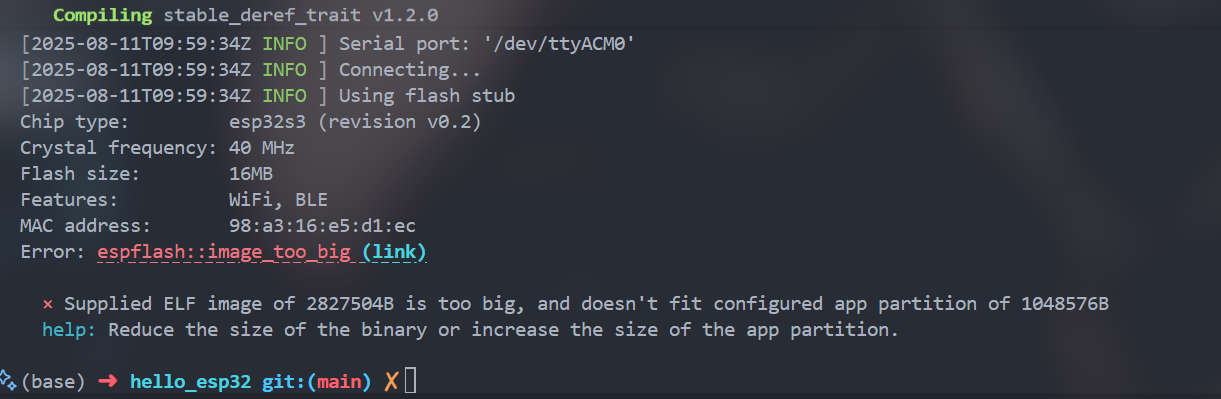 Compiling stable_deref_trait v1.2.0
[2025-08-11T09:59:34Z INFO ] Serial port: '/dev/ttyACM0'
[2025-08-11T09:59:34Z INFO ] Connecting...
[2025-08-11T09:59:34Z INFO ] Using flash stub
Chip type:         esp32s3 (revision v0.2)
Crystal frequency: 40 MHz
Flash size:        16MB
Features:          WiFi, BLE
MAC address:       98:a3:16:e5:d1:ec
Error: espflash::image_too_big (link)
× Supplied ELF image of 2827504B is too big, and doesn't fit configured app partition of 1048576B
help: Reduce the size of the binary or increase the size of the app partition.
(base) ➜ hello_esp32 git:(main) ✗